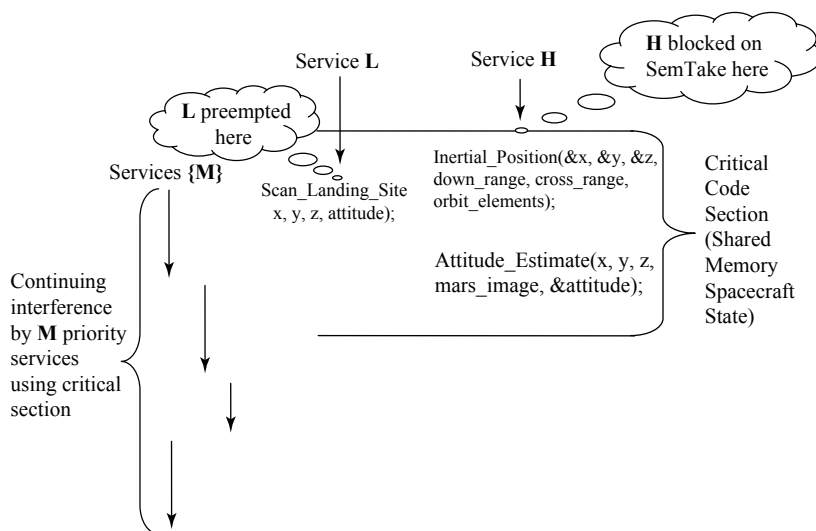 Service L
Service H
H blocked on
SemTake here
L preempted
here
Services {M}
Scan_Landing_Site
x, y, z, attitude);
Inertial_Position(&x, &y, &z,
down_range, cross_range,
orbit_elements);
Attitude_Estimate(x, y, z,
mars_image, &attitude);
Critical
Code
Section
(Shared
Memory
Spacecraft
State)
Continuing
interference
by M priority
services
using critical
section